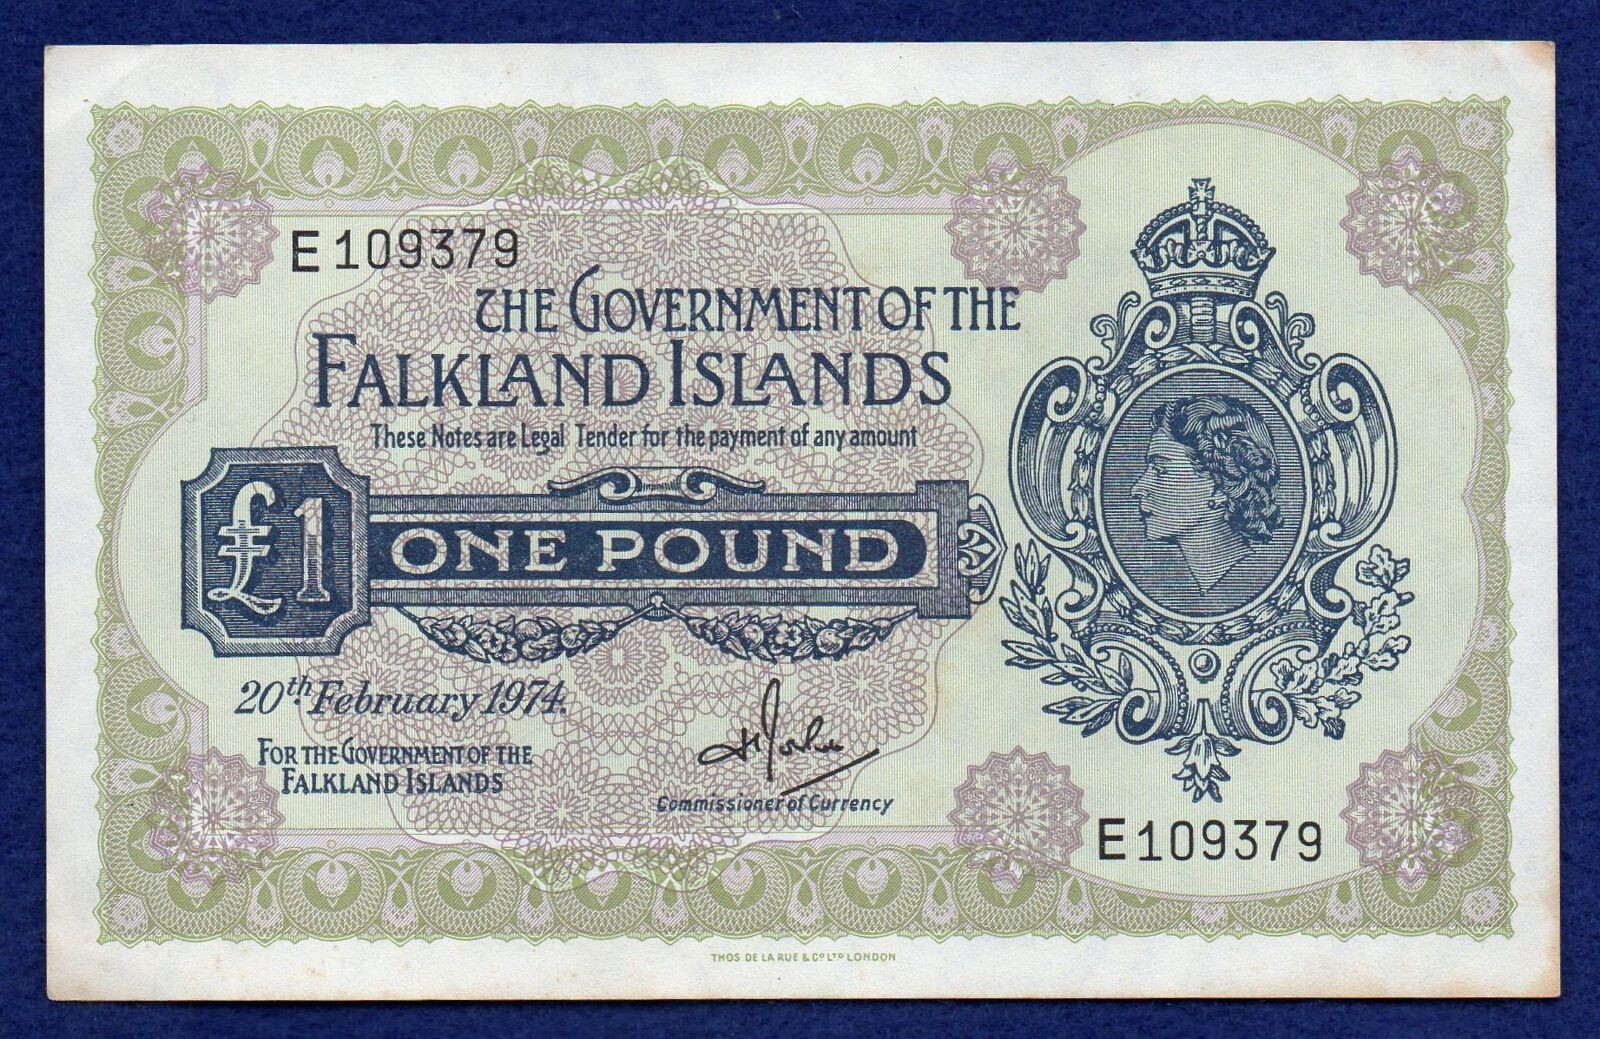 E109379
THE GOVERNMENT OF THE
FALKLAND ISLANDS
These Notes are Legal Tender for the payment of any amount
£1
ONE POUND
20th February 1974.
FOR THE GOVERNMENT OF THE
FALKLAND ISLANDS
Commissioner of Currency
E109379
THOS DE LA RUE & CO LTD LONDON